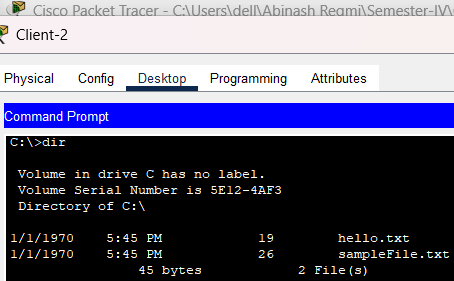 Cisco Packet Tracer - C:\Users\dell\Abinash Regmi\Semester-IV\
Client-2
Physical Config Desktop Programming Attributes
Command Prompt
C:\>dir
Volume in drive C has no label.
Volume Serial Number is 5E12-4AF3
Directory of C:\
1/1/1970 5:45 PM 19 hello.txt
1/1/1970 5:45 PM 26 sampleFile.txt
45 bytes 2 File(s)